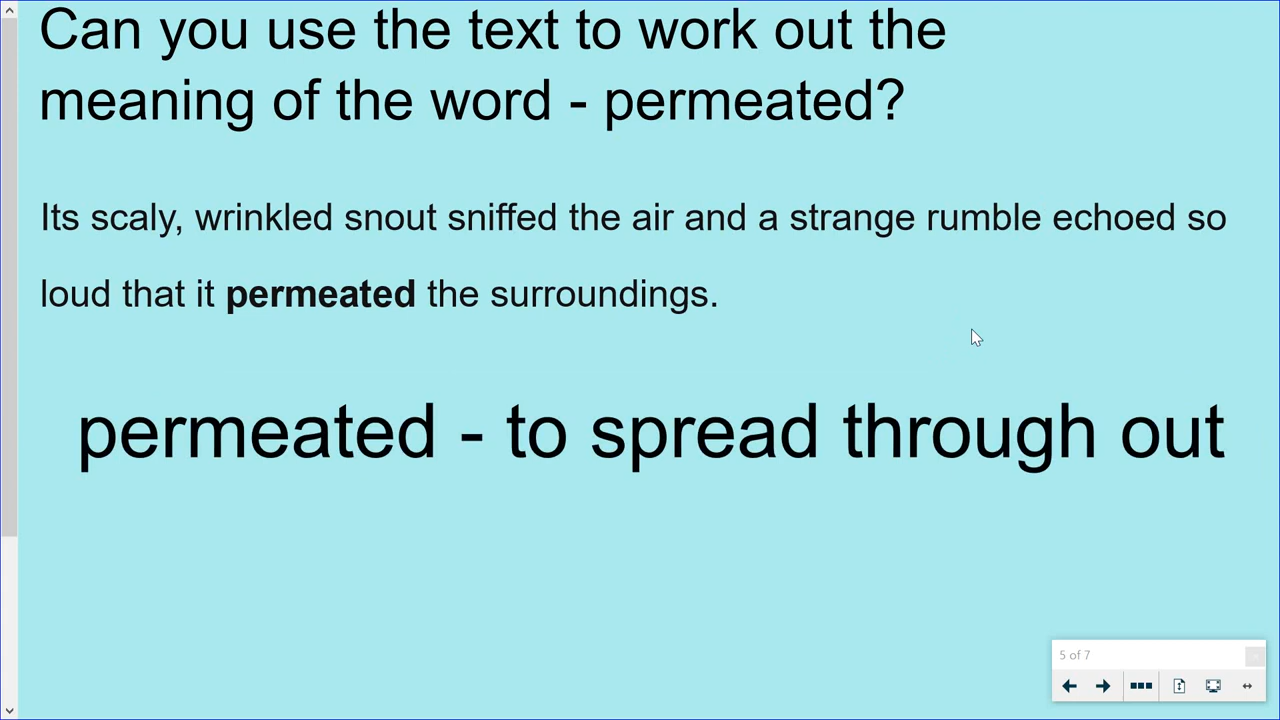 Can you use the text to work out the
meaning of the word - permeated?
Its scaly, wrinkled snout sniffed the air and a strange rumble echoed so
loud that it permeated the surroundings.
permeated - to spread through out
5 of 7